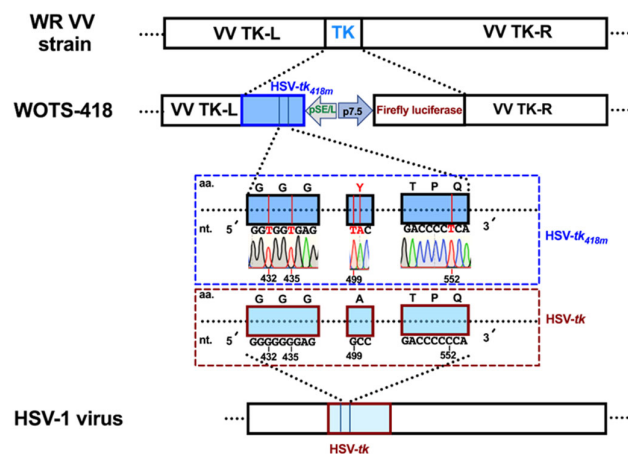 WR VV
strain
VV TK-L
TK
VV TK-R
HSV-tk418m
WOTS-418
VV TK-L
pSE/L
p7.5
Firefly luciferase
VV TK-R
aa.
G G G
Y
T P Q
nt.
5 ′
GGTGGTGAG
TAC
GACCCCTCA
3 ′
HSV-tk418m
432
435
499
552
aa.
G G G
A
T P Q
HSV-tk
nt.
5 ′
GGGGGGGAG
GCC
GACCCCCCA
3 ′
432
435
499
552
HSV-1 virus
HSV-tk